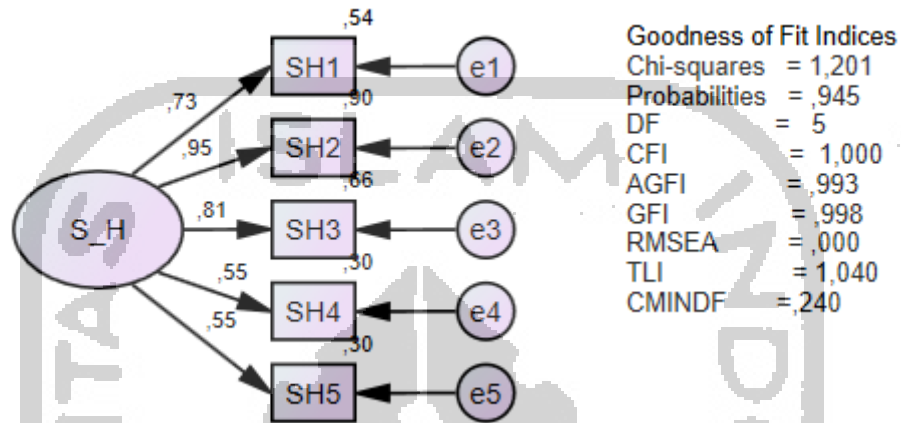 ,54
SH1
e1
,73
,90
SH2
e2
,95
,66
SH3
e3
S_H
,81
,30
SH4
e4
,55
,30
SH5
e5
,55
Goodness of Fit Indices
Chi-squares = 1,201
Probabilities = ,945
DF = 5
CFI = 1,000
AGFI =,993
GFI =,998
RMSEA =,000
TLI = 1,040
CMINDF =,240
ISLAM
ITAS